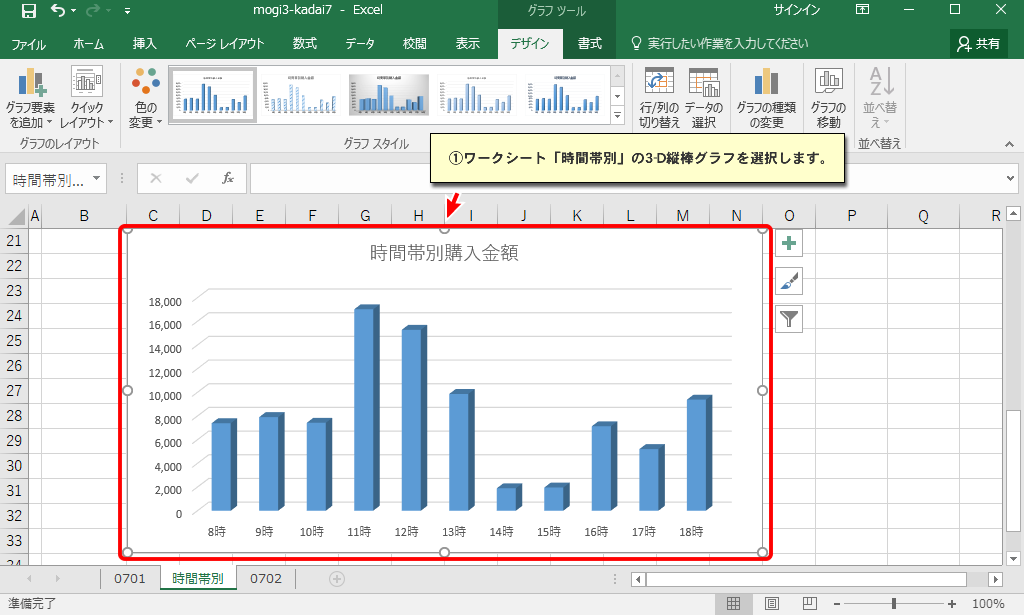 mogi3-kadai7 - Excel
グラフ ツール
サインイン
ファイル
ホーム
挿入
ページ レイアウト
数式
データ
校閲
表示
デザイン
書式
実行したい作業を入力してください
共有
グラフ要素
を追加
クイック
レイアウト
色の
変更
行/列の
切り替え
データの
選択
グラフの種類
の変更
グラフの
移動
並べ替
え
グラフのレイアウト
グラフ スタイル
並べ替え
①ワークシート「時間帯別」の3-D縦棒グラフを選択します。
時間帯別...
fx
A B C D E F G H I J K L M N O P Q R
21
22
23
24
25
26
27
28
29
30
31
32
33
34
時間帯別購入金額
18,000
16,000
14,000
12,000
10,000
8,000
6,000
4,000
2,000
0
8時 9時 10時 11時 12時 13時 14時 15時 16時 17時 18時
0701
時間帯別
0702
準備完了
100%